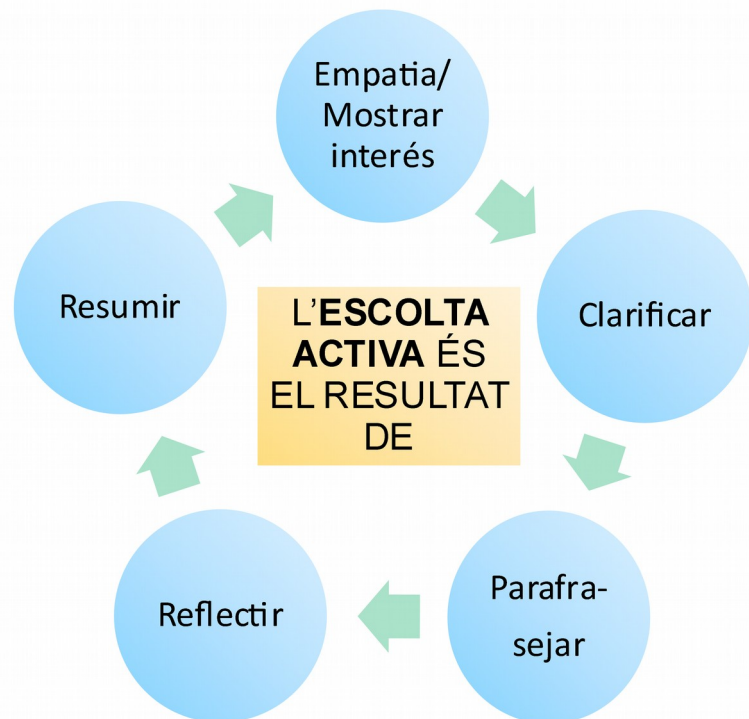 Empatia/
Mostrar
interés
Clarificar
Parafra-
sejar
Reflectir
Resumir
L’ESCOLTA
ACTIVA ÉS
EL RESULTAT
DE